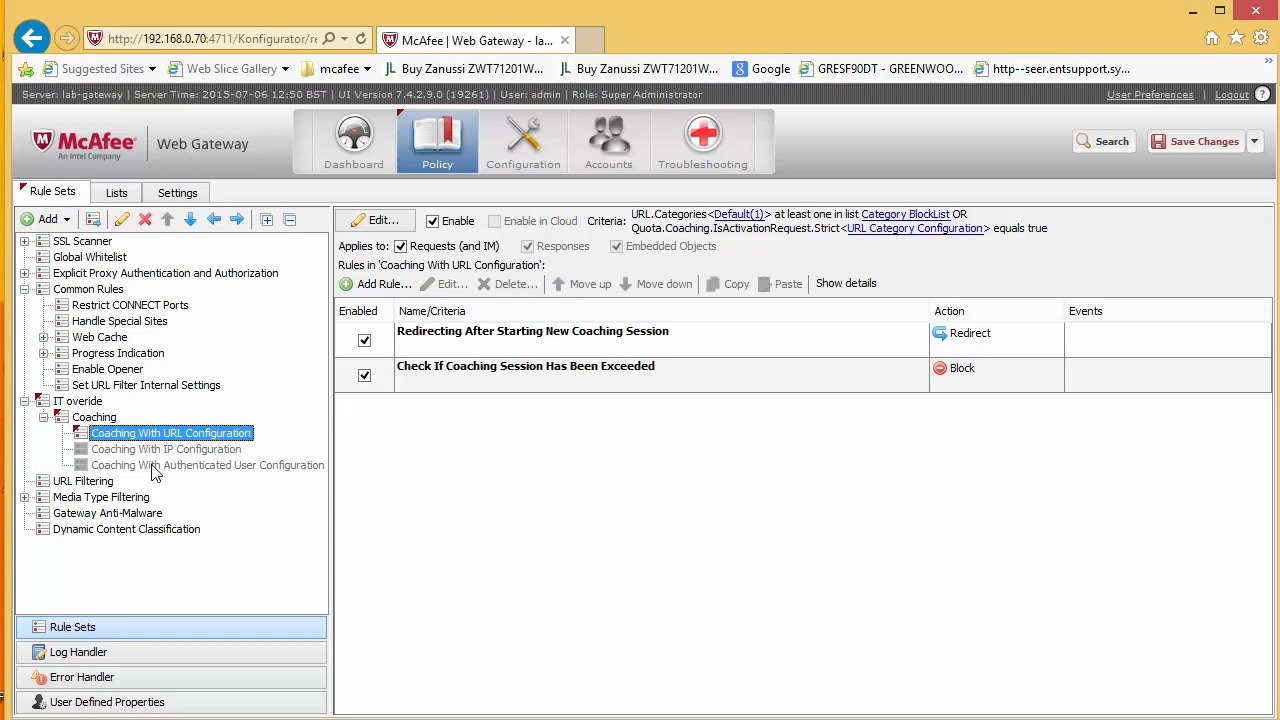 http://192.168.0.70:4711/Konfigurator/re
McAfee | Web Gateway - la...
Suggested Sites
Web Slice Gallery
mcafee
Buy Zanussi ZWT71201W...
Buy Zanussi ZWT71201W...
Google
GRESF90DT - GREENWOO...
http--seer.entsupport.sy...
Server: lab-gateway | Server Time: 2015-07-06 12:50 BST | UI Version 7.4.2.9.0 (19261) | User: admin | Role: Super Administrator
User Preferences | Logout
McAfee
An Intel Company
Web Gateway
Dashboard
Policy
Configuration
Accounts
Troubleshooting
Search
Save Changes
Rule Sets
Lists
Settings
Add
SSL Scanner
Global Whitelist
Explicit Proxy Authentication and Authorization
Common Rules
Restrict CONNECT Ports
Handle Special Sites
Web Cache
Progress Indication
Enable Opener
Set URL Filter Internal Settings
IT overide
Coaching
Coaching With URL Configuration
Coaching With IP Configuration
Coaching With Authenticated User Configuration
URL Filtering
Media Type Filtering
Gateway Anti-Malware
Dynamic Content Classification
Rule Sets
Log Handler
Error Handler
User Defined Properties
Edit...
Enable
Enable in Cloud
Criteria:
URL.Categories<Default(1)> at least one in list Category BlockList OR
Quota.Coaching.IsActivationRequest.Strict<URL Category Configuration> equals true
Applies to:
Requests (and IM)
Responses
Embedded Objects
Rules in 'Coaching With URL Configuration':
Add Rule...
Edit...
Delete...
Move up
Move down
Copy
Paste
Show details
Enabled
Name/Criteria
Action
Events
Redirecting After Starting New Coaching Session
Redirect
Check If Coaching Session Has Been Exceeded
Block